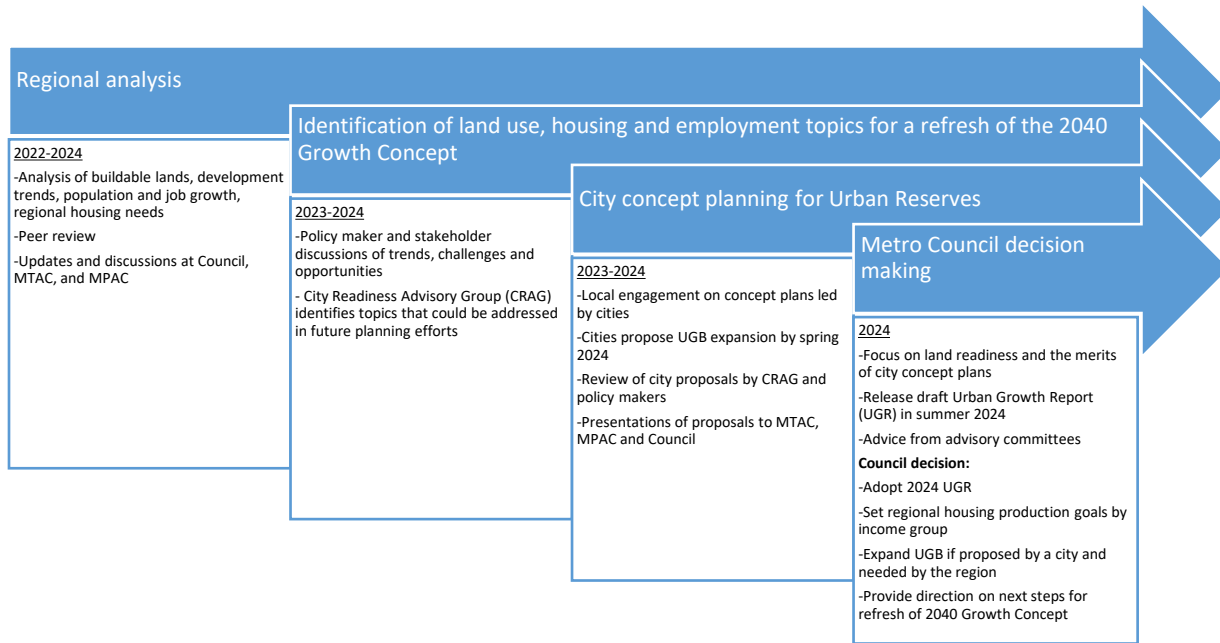 Regional analysis
2022-2024
-Analysis of buildable lands, development
trends, population and job growth,
regional housing needs
-Peer review
-Updates and discussions at Council,
MTAC, and MPAC
Identification of land use, housing and employment topics for a refresh of the 2040
Growth Concept
2023-2024
-Policy maker and stakeholder
discussions of trends, challenges and
opportunities
- City Readiness Advisory Group (CRAG)
identifies topics that could be addressed
in future planning efforts
City concept planning for Urban Reserves
2023-2024
-Local engagement on concept plans led
by cities
-Cities propose UGB expansion by spring
2024
-Review of city proposals by CRAG and
policy makers
-Presentations of proposals to MTAC,
MPAC and Council
Metro Council decision
making
2024
-Focus on land readiness and the merits
of city concept plans
-Release draft Urban Growth Report
(UGR) in summer 2024
-Advice from advisory committees
Council decision:
-Adopt 2024 UGR
-Set regional housing production goals by
income group
-Expand UGB if proposed by a city and
needed by the region
-Provide direction on next steps for
refresh of 2040 Growth Concept